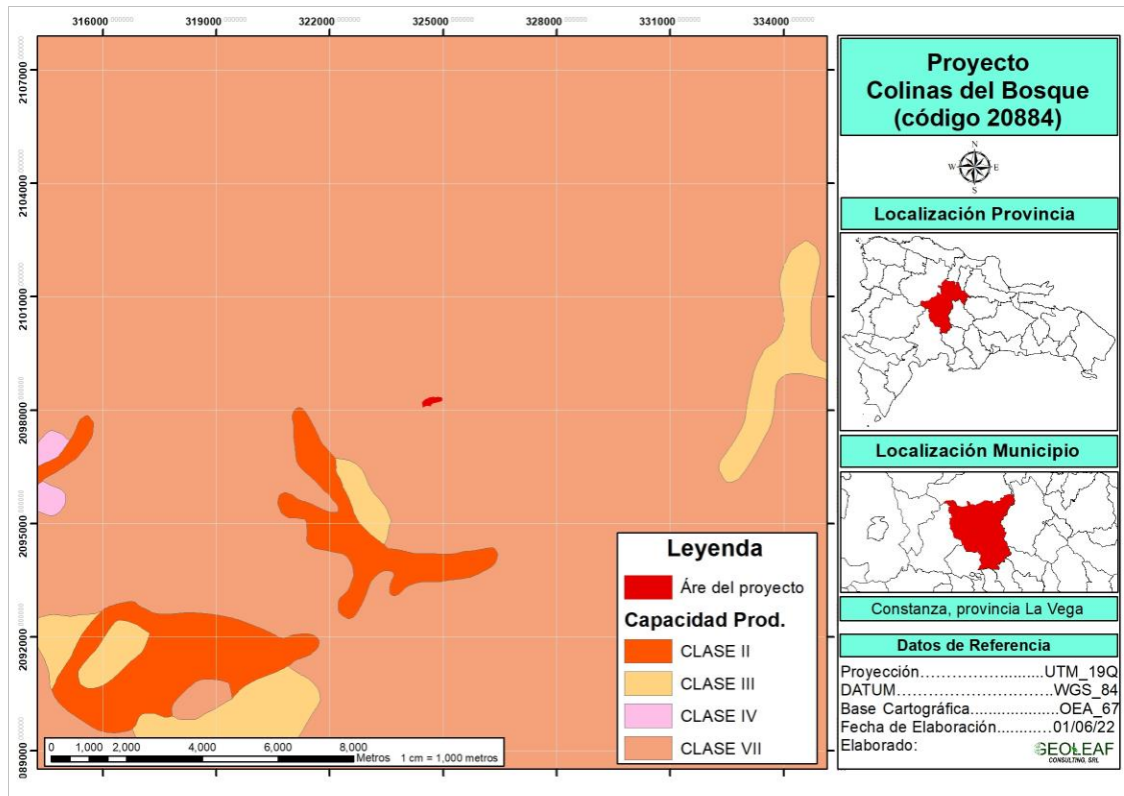 316000 319000 322000 325000 328000 331000 334000
2107000
2104000
2101000
2098000
2095000
2092000
2089000
Proyecto
Colinas del Bosque
(código 20884)
N
W E
S
Localización Provincia
Localización Municipio
Constanza, provincia La Vega
Datos de Referencia
Proyección.....................UTM_19Q
DATUM.........................WGS_84
Base Cartográfica..................OEA_67
Fecha de Elaboración............01/06/22
Elaborado:
GEOLEAF
CONSULTING, SRL
Leyenda
Áre del proyecto
Capacidad Prod.
CLASE II
CLASE III
CLASE IV
CLASE VII
0 1,000 2,000 4,000 6,000 8,000
Metros 1 cm = 1,000 metros